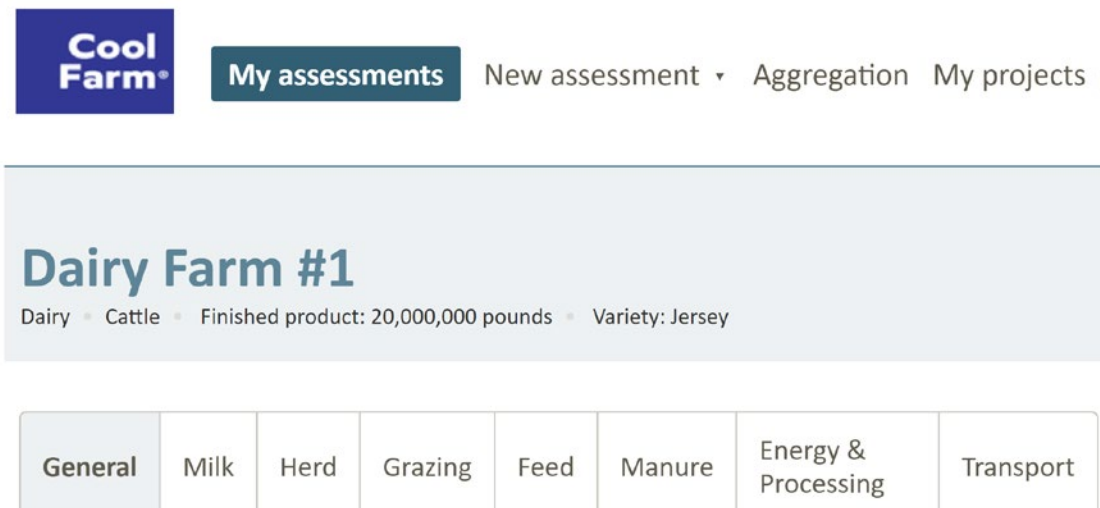 Cool
Farm®
My assessments New assessment ▾ Aggregation My projects
Dairy Farm #1
Dairy • Cattle • Finished product: 20,000,000 pounds • Variety: Jersey
General Milk Herd Grazing Feed Manure Energy & Processing Transport